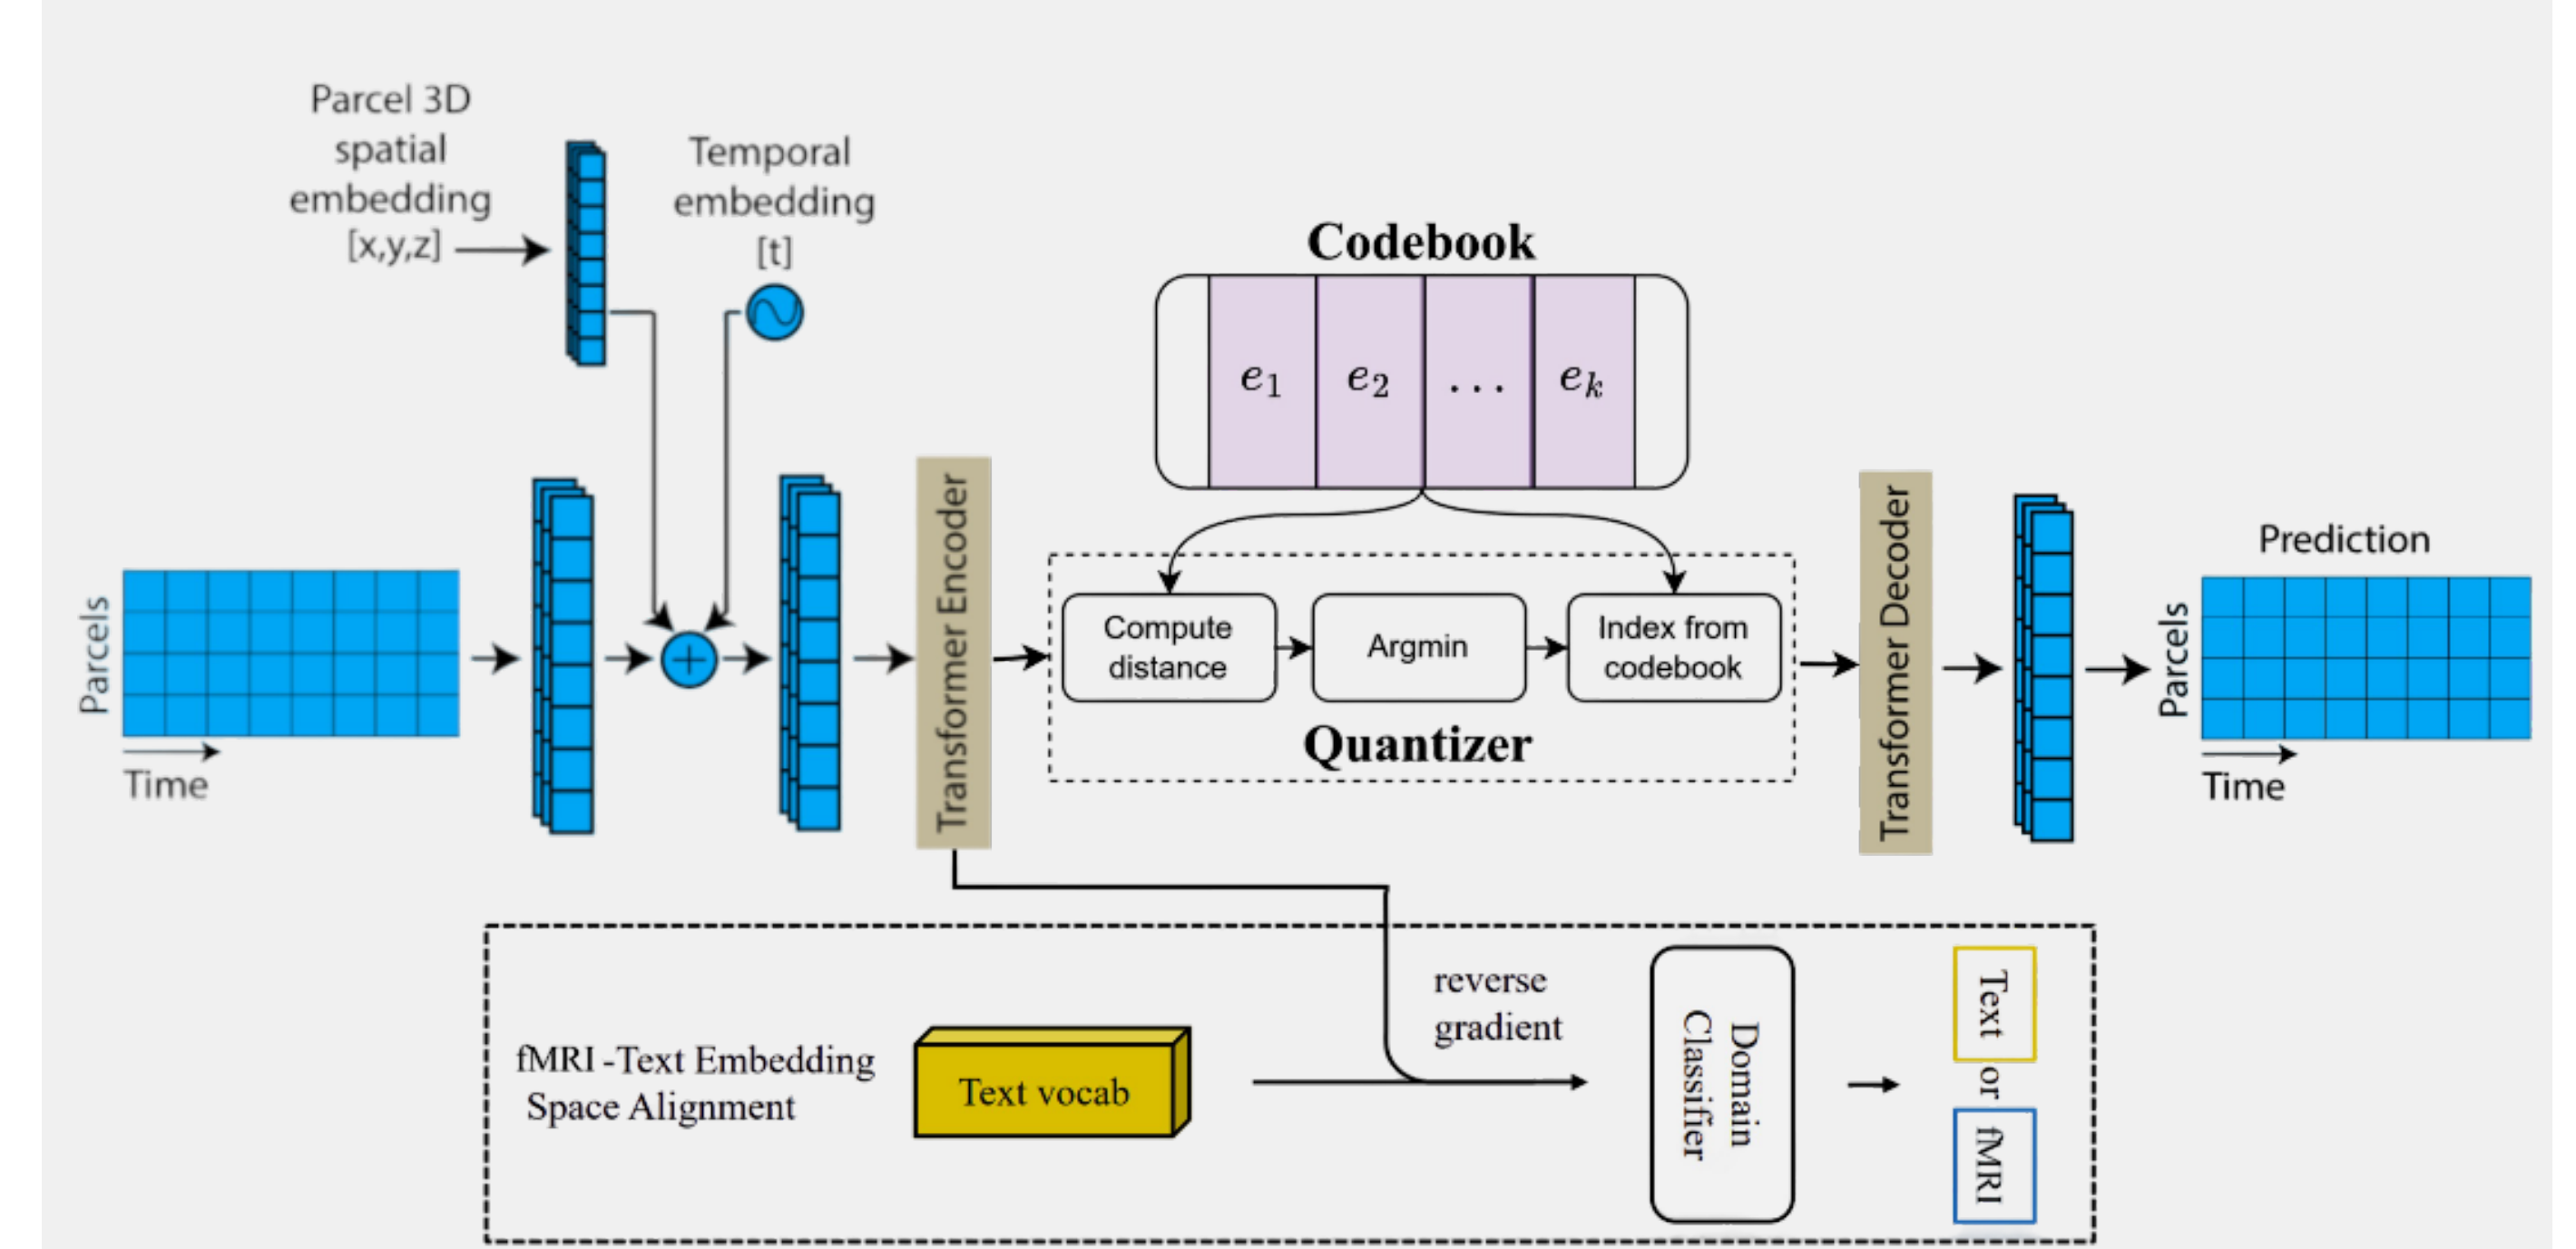 Parcel 3D
spatial
embedding
[x,y,z]
Temporal
embedding
[t]
Codebook
e1 e2 ... ek
Parcels
Time
Transformer Encoder
Compute
distance
Argmin
Index from
codebook
Quantizer
Transformer Decoder
Prediction
Parcels
Time
fMRI -Text Embedding
Space Alignment
Text vocab
reverse
gradient
Domain
Classifier
Text
or
fMRI